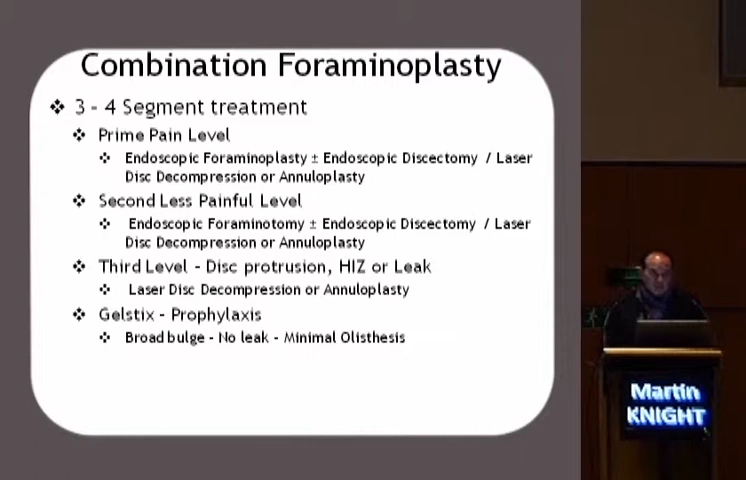 Combination Foraminoplasty
❖ 3 - 4 Segment treatment
❖ Prime Pain Level
❖ Endoscopic Foraminoplasty ± Endoscopic Discectomy / Laser
Disc Decompression or Annuloplasty
❖ Second Less Painful Level
❖ Endoscopic Foraminotomy ± Endoscopic Discectomy / Laser
Disc Decompression or Annuloplasty
❖ Third Level - Disc protrusion, HIZ or Leak
❖ Laser Disc Decompression or Annuloplasty
❖ Gelstix - Prophylaxis
❖ Broad bulge - No leak - Minimal Olisthesis
Martin
KNIGHT